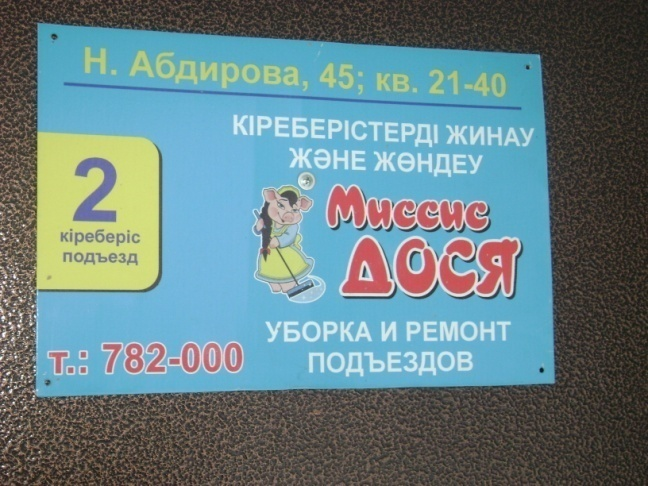 Н. Абдирова, 45; кв. 21-40
КІРЕБЕРІСТЕРДІ ЖИНАУ
ЖӘНЕ ЖӨНДЕУ
2
кіреберіс
подъезд
Миссис
ДОСЯ
УБОРКА И РЕМОНТ
ПОДЪЕЗДОВ
т.: 782-000